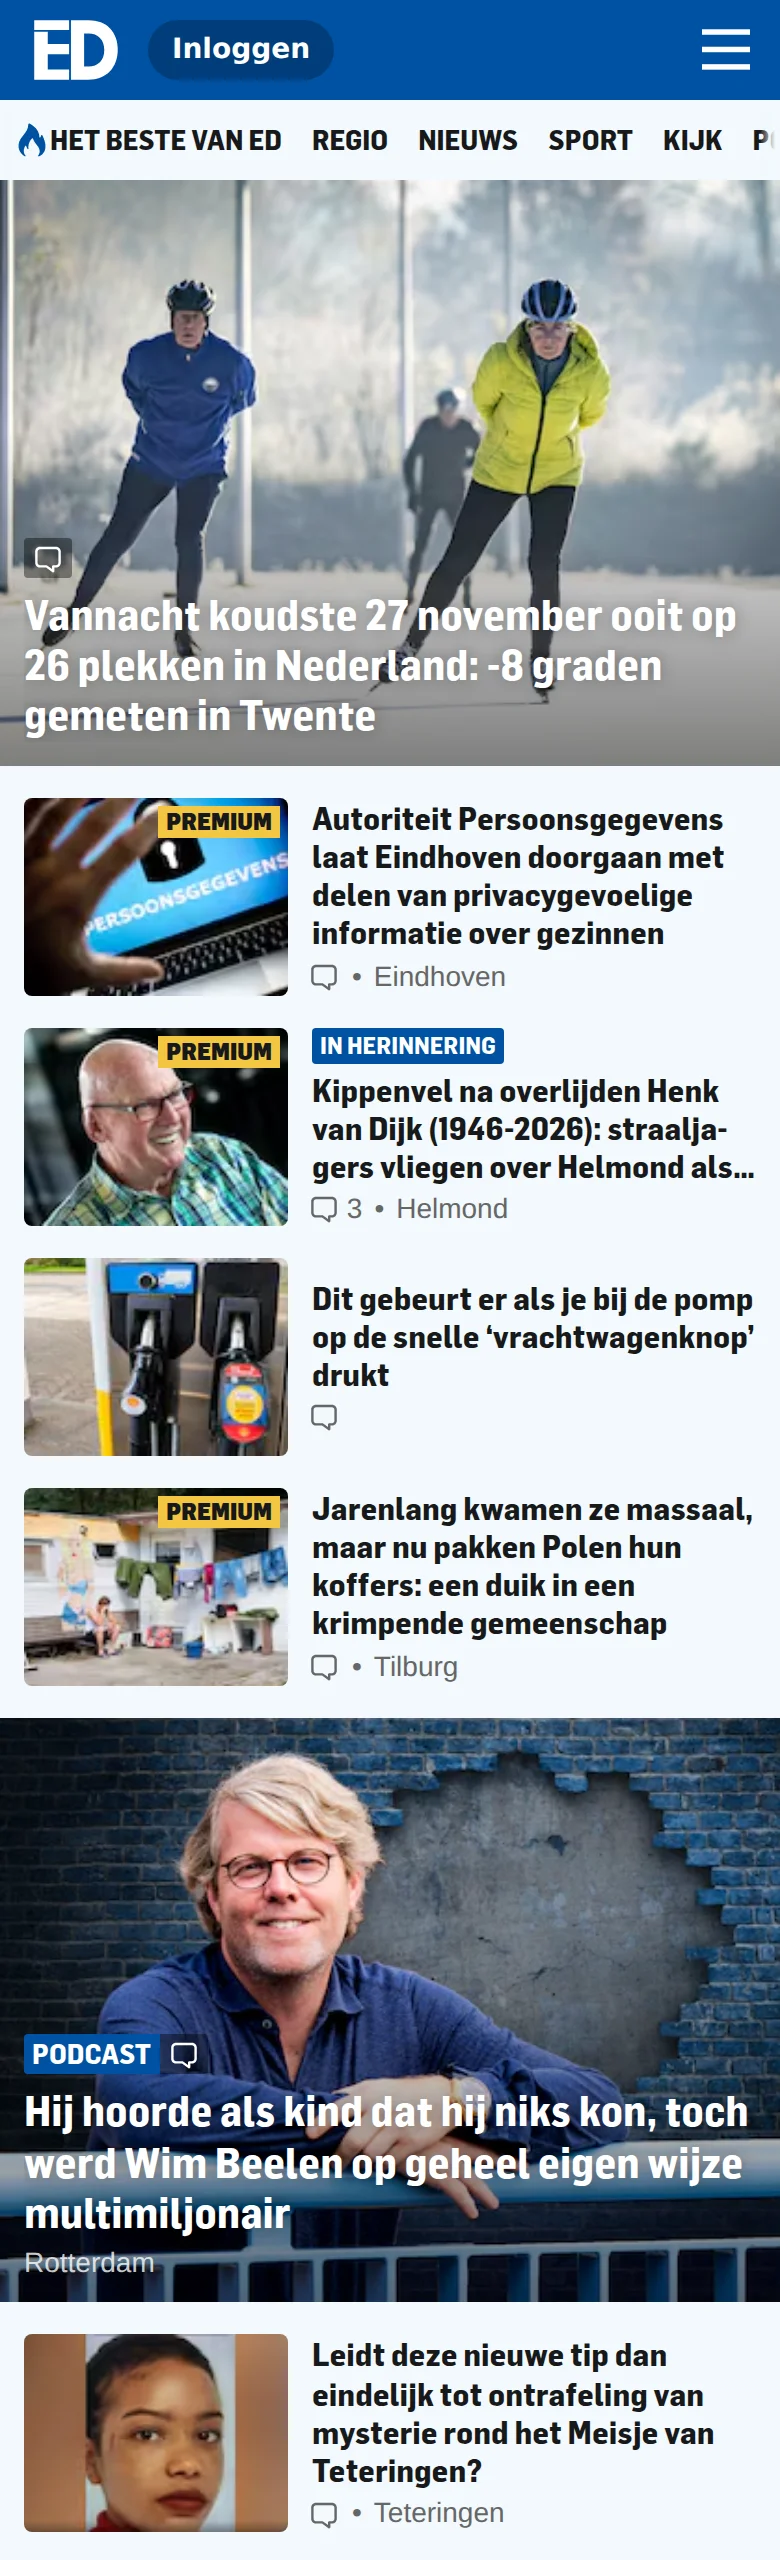 ED
Inloggen
HET BESTE VAN ED REGIO NIEUWS SPORT KIJK
Vannacht koudste 27 november ooit op
26 plekken in Nederland: -8 graden
gemeten in Twente
PREMIUM
PERSOONSGEGEVENS
Autoriteit Persoonsgegevens
laat Eindhoven doorgaan met
delen van privacygevoelige
informatie over gezinnen
• Eindhoven
PREMIUM
IN HERINNERING
Kippenvel na overlijden Henk
van Dijk (1946-2026): straalja-
gers vliegen over Helmond als...
3 • Helmond
Dit gebeurt er als je bij de pomp
op de snelle ‘vrachtwagenknop’
drukt
PREMIUM
Jarenlang kwamen ze massaal,
maar nu pakken Polen hun
koffers: een duik in een
krimpende gemeenschap
• Tilburg
PODCAST
Hij hoorde als kind dat hij niks kon, toch
werd Wim Beelen op geheel eigen wijze
multimiljonair
Rotterdam
Leidt deze nieuwe tip dan
eindelijk tot ontrafeling van
mysterie rond het Meisje van
Teteringen?
• Teteringen